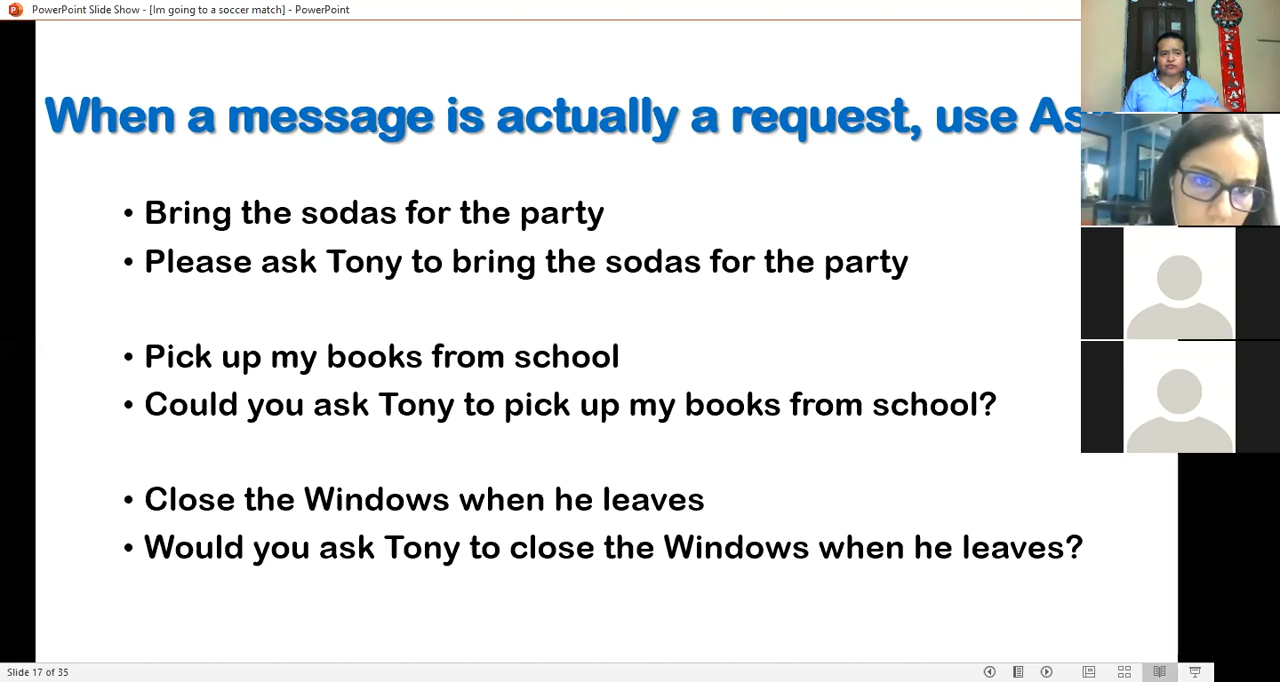 PowerPoint Slide Show - [Im going to a soccer match] - PowerPoint
When a message is actually a request, use
• Bring the sodas for the party
• Please ask Tony to bring the sodas for the party
• Pick up my books from school
• Could you ask Tony to pick up my books from school?
• Close the Windows when he leaves
• Would you ask Tony to close the Windows when he leaves?
Slide 17 of 35